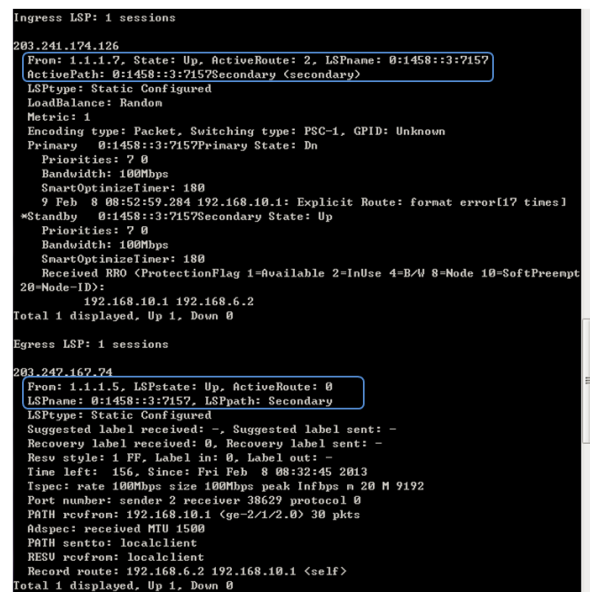 Ingress LSP: 1 sessions
203.241.174.126
From: 1.1.1.7, State: Up, ActiveRoute: 2, LSPname: 0:1458::3:7157
ActivePath: 0:1458::3:7157Secondary (secondary)
LSPtype: Static Configured
LoadBalance: Random
Metric: 1
Encoding type: Packet, Switching type: PSC-1, GPID: Unknown
Primary 0:1458::3:7157Primary State: Dn
Priorities: 7 0
Bandwidth: 100Mbps
SmartOptimizeTimer: 180
9 Feb 8 08:52:59.284 192.168.10.1: Explicit Route: format error[17 times]
*Standby 0:1458::3:7157Secondary State: Up
Priorities: 7 0
Bandwidth: 100Mbps
SmartOptimizeTimer: 180
Received RRO (ProtectionFlag 1=Available 2=InUse 4=B/W 8=Node 10=SoftPreempt
20=Node-ID):
192.168.10.1 192.168.6.2
Total 1 displayed, Up 1, Down 0
Egress LSP: 1 sessions
203.247.167.74
From: 1.1.1.5, LSPstate: Up, ActiveRoute: 0
LSPname: 0:1458::3:7157, LSPpath: Secondary
LSPtype: Static Configured
Suggested label received: -, Suggested label sent: -
Recovery label received: 0, Recovery label sent: -
Resv style: 1 FF, Label in: 0, Label out: -
Time left: 156, Since: Fri Feb 8 08:32:45 2013
Tspec: rate 100Mbps size 100Mbps peak Infbps m 20 M 9192
Port number: sender 2 receiver 38629 protocol 0
PATH rcvfrom: 192.168.10.1 (ge-2/1/2.0) 30 pkts
Adspec: received MTU 1500
PATH sentto: localclient
RESV rcvfrom: localclient
Record route: 192.168.6.2 192.168.10.1 <self>
Total 1 displayed, Up 1, Down 0